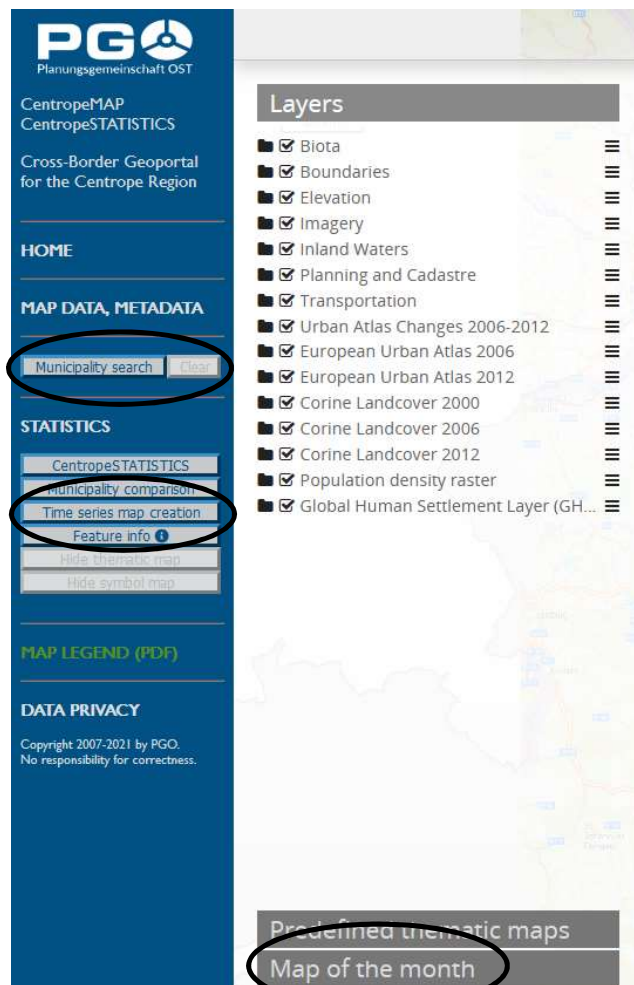 PGO
Planungsgemeinschaft OST
CentropeMAP
CentropeSTATISTICS
Cross-Border Geoportal
for the Centrope Region
HOME
MAP DATA, METADATA
Municipality search Clear
STATISTICS
CentropeSTATISTICS
Municipality comparison
Time series map creation
Feature info
Hide thematic map
Hide symbol map
MAP LEGEND (PDF)
DATA PRIVACY
Copyright 2007-2021 by PGO.
No responsibility for correctness.
Layers
Biota
Boundaries
Elevation
Imagery
Inland Waters
Planning and Cadastre
Transportation
Urban Atlas Changes 2006-2012
European Urban Atlas 2006
European Urban Atlas 2012
Corine Landcover 2000
Corine Landcover 2006
Corine Landcover 2012
Population density raster
Global Human Settlement Layer (GH...
Predefined thematic maps
Map of the month